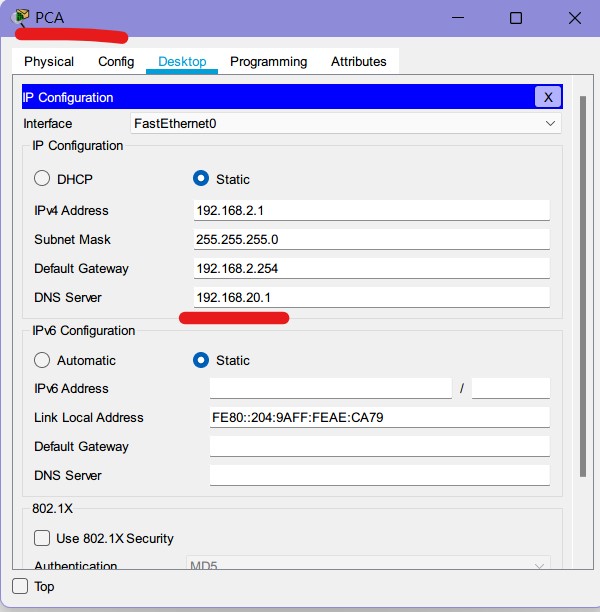 PCA
Physical Config Desktop Programming Attributes
IP Configuration X
Interface FastEthernet0
IP Configuration
DHCP Static
IPv4 Address 192.168.2.1
Subnet Mask 255.255.255.0
Default Gateway 192.168.2.254
DNS Server 192.168.20.1
IPv6 Configuration
Automatic Static
IPv6 Address /
Link Local Address FE80::204:9AFF:FEAE:CA79
Default Gateway
DNS Server
802.1X
Use 802.1X Security
Authentication MD5
Top